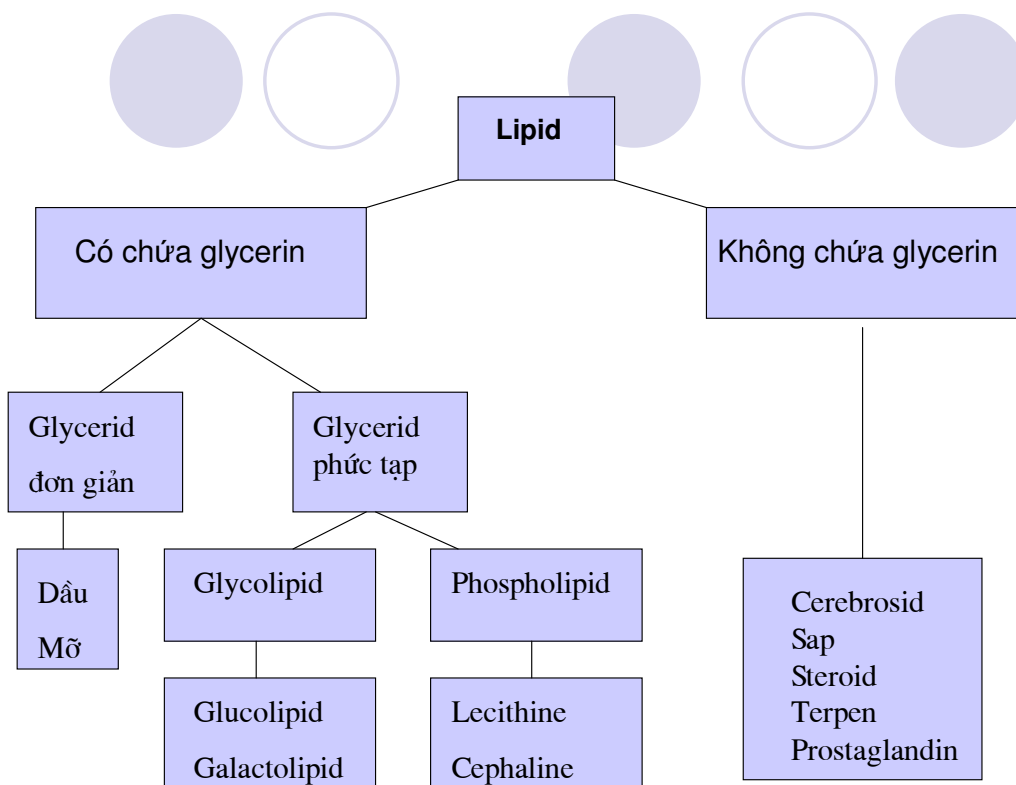 Lipid
Có chứa glycerin
Không chứa glycerin
Glycerid
đơn giản
Glycerid
phức tạp
Dầu
Mỡ
Glycolipid
Phospholipid
Glucolipid
Galactolipid
Lecithine
Cephaline
Cerebrosid
Sap
Steroid
Terpen
Prostaglandin